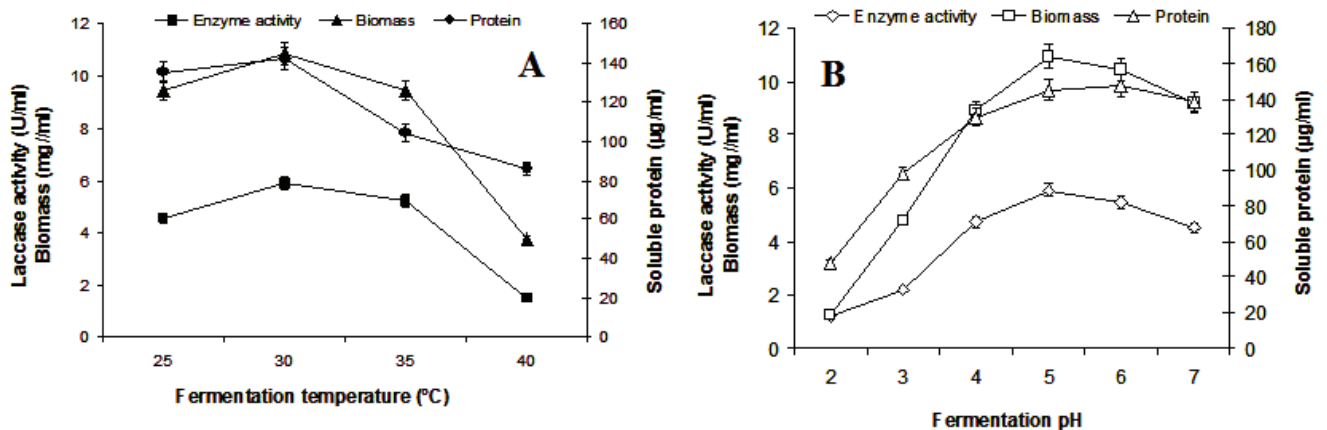 Enzyme activity Biomass Protein
A
Laccase activity (U/ml)
Biomass (mg//ml)
12
10
8
6
4
2
0
160
140
120
100
80
60
40
20
0
Soluble protein (µg/ml)
25 30 35 40
Fermentation temperature (ºC)
Enzyme activity Biomass Protein
B
Laccase activity (U/ml)
Biomass (mg//ml)
12
10
8
6
4
2
0
180
160
140
120
100
80
60
40
20
0
Soluble protein (µg/ml)
2 3 4 5 6 7
Fermentation pH